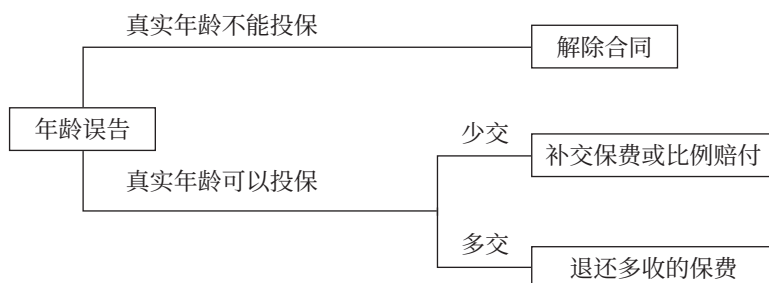 真实年龄不能投保
解除合同
年龄误告
少交
补交保费或比例赔付
真实年龄可以投保
多交
退还多收的保费